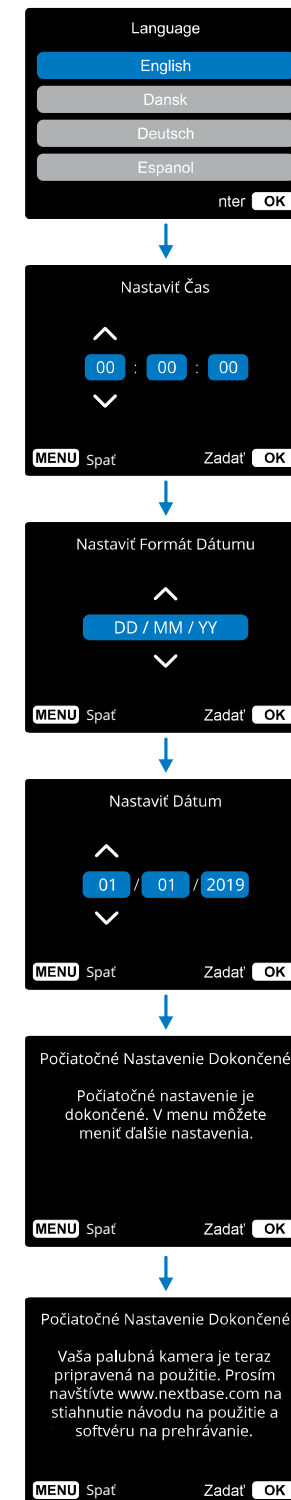 Language
English
Dansk
Deutsch
Espanol
nter OK
Nastaviť Čas
00 : 00 : 00
MENU Spať Zadať OK
Nastaviť Formát Dátumu
DD / MM / YY
MENU Spať Zadať OK
Nastaviť Dátum
01 / 01 / 2019
MENU Spať Zadať OK
Počiatočné Nastavenie Dokončené
Počiatočné nastavenie je
dokončené. V menu môžete
meniť ďalšie nastavenia.
MENU Spať Zadať OK
Počiatočné Nastavenie Dokončené
Vaša palubná kamera je teraz
pripravená na použitie. Prosím
navštívte www.nextbase.com na
stiahnutie návodu na použitie a
softvéru na prehrávanie.
MENU Spať Zadať OK